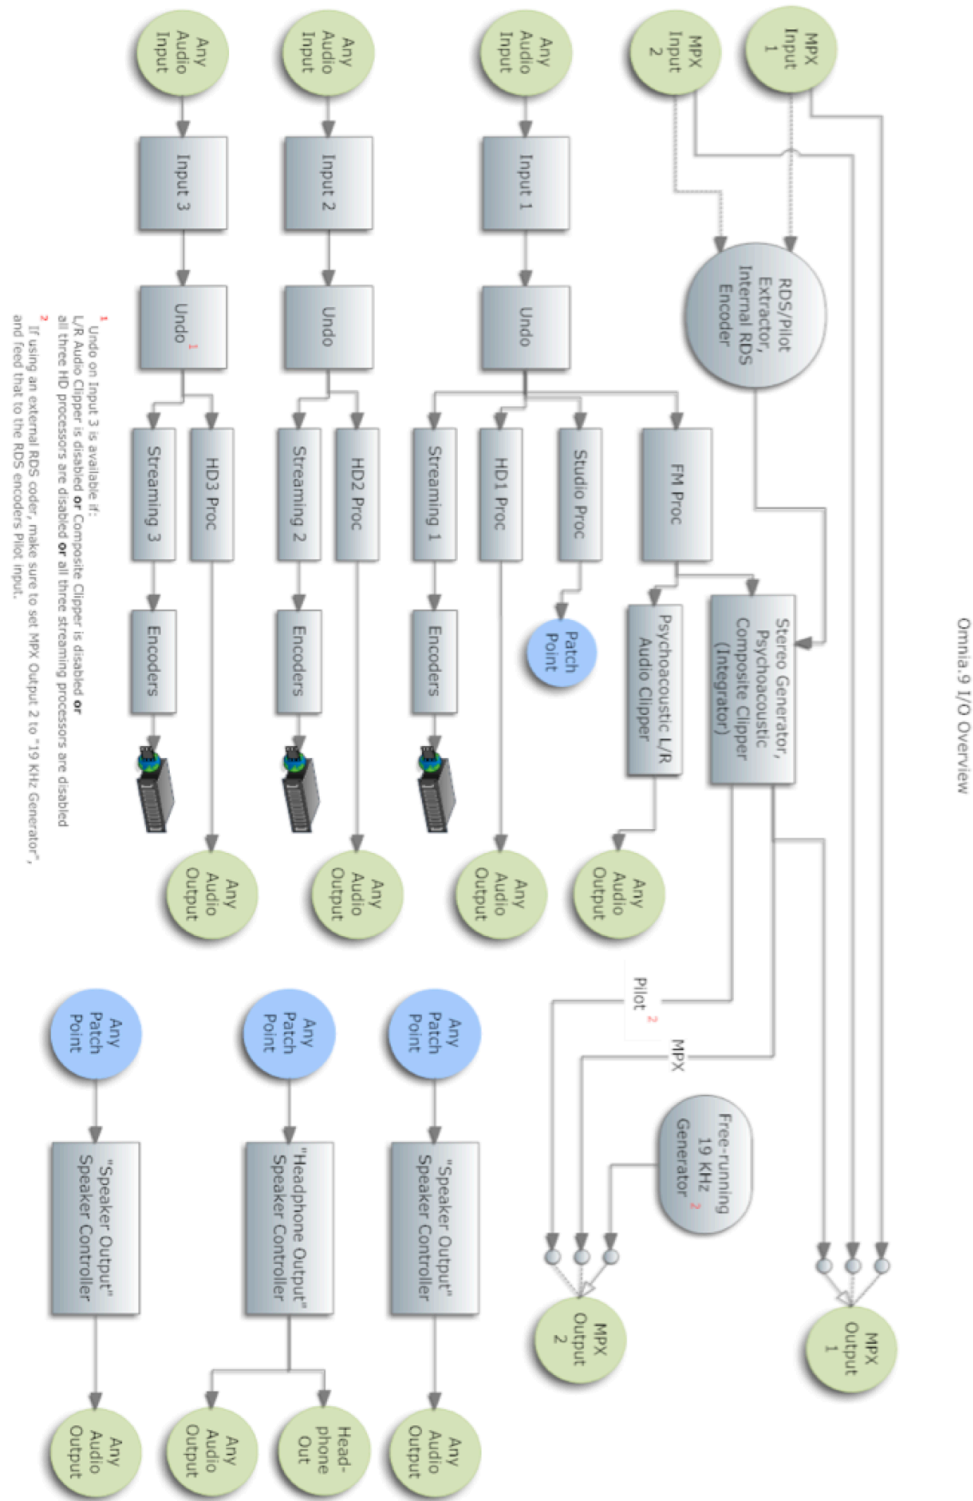 Omnia.9 I/O Overview
MPX
Input
1
MPX
Input
2
RDS/Pilot
Extractor,
Internal RDS
Encoder
Stereo Generator,
Psychoacoustic
Composite Clipper
(Integrator)
Pilot 2
MPX
Free-running
19 KHz
Generator 2
MPX
Output
1
MPX
Output
2
Any
Audio
Input
Input 1
Undo
FM Proc
Psychoacoustic L/R
Audio Clipper
Any
Audio
Output
Studio Proc
Patch
Point
HD1 Proc
Any
Audio
Output
Streaming 1
Encoders
Any
Audio
Input
Input 2
Undo
HD2 Proc
Any
Audio
Output
Streaming 2
Encoders
Any
Audio
Input
Input 3
Undo 1
HD3 Proc
Any
Audio
Output
Streaming 3
Encoders
Any
Patch
Point
"Speaker Output"
Speaker Controller
Any
Audio
Output
Any
Patch
Point
"Headphone Output"
Speaker Controller
Head-
phone
Out
Any
Audio
Output
Any
Patch
Point
"Speaker Output"
Speaker Controller
Any
Audio
Output
1 Undo on Input 3 is available if:
L/R Audio Clipper is disabled or Composite Clipper is disabled or
all three HD processors are disabled or all three streaming processors are disabled
2 If using an external RDS coder, make sure to set MPX Output 2 to "19 KHz Generator",
and feed that to the RDS encoders Pilot input.